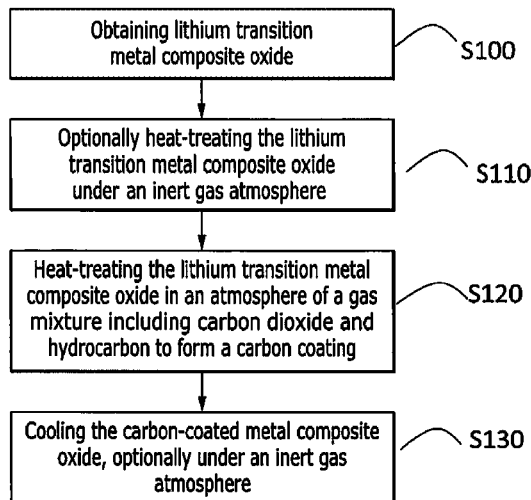 Obtaining lithium transition
metal composite oxide
S100
Optionally heat-treating the lithium
transition metal composite oxide
under an inert gas atmosphere
S110
Heat-treating the lithium transition metal
composite oxide in an atmosphere of a gas
mixture including carbon dioxide and
hydrocarbon to form a carbon coating
S120
Cooling the carbon-coated metal composite
oxide, optionally under an inert gas
atmosphere
S130